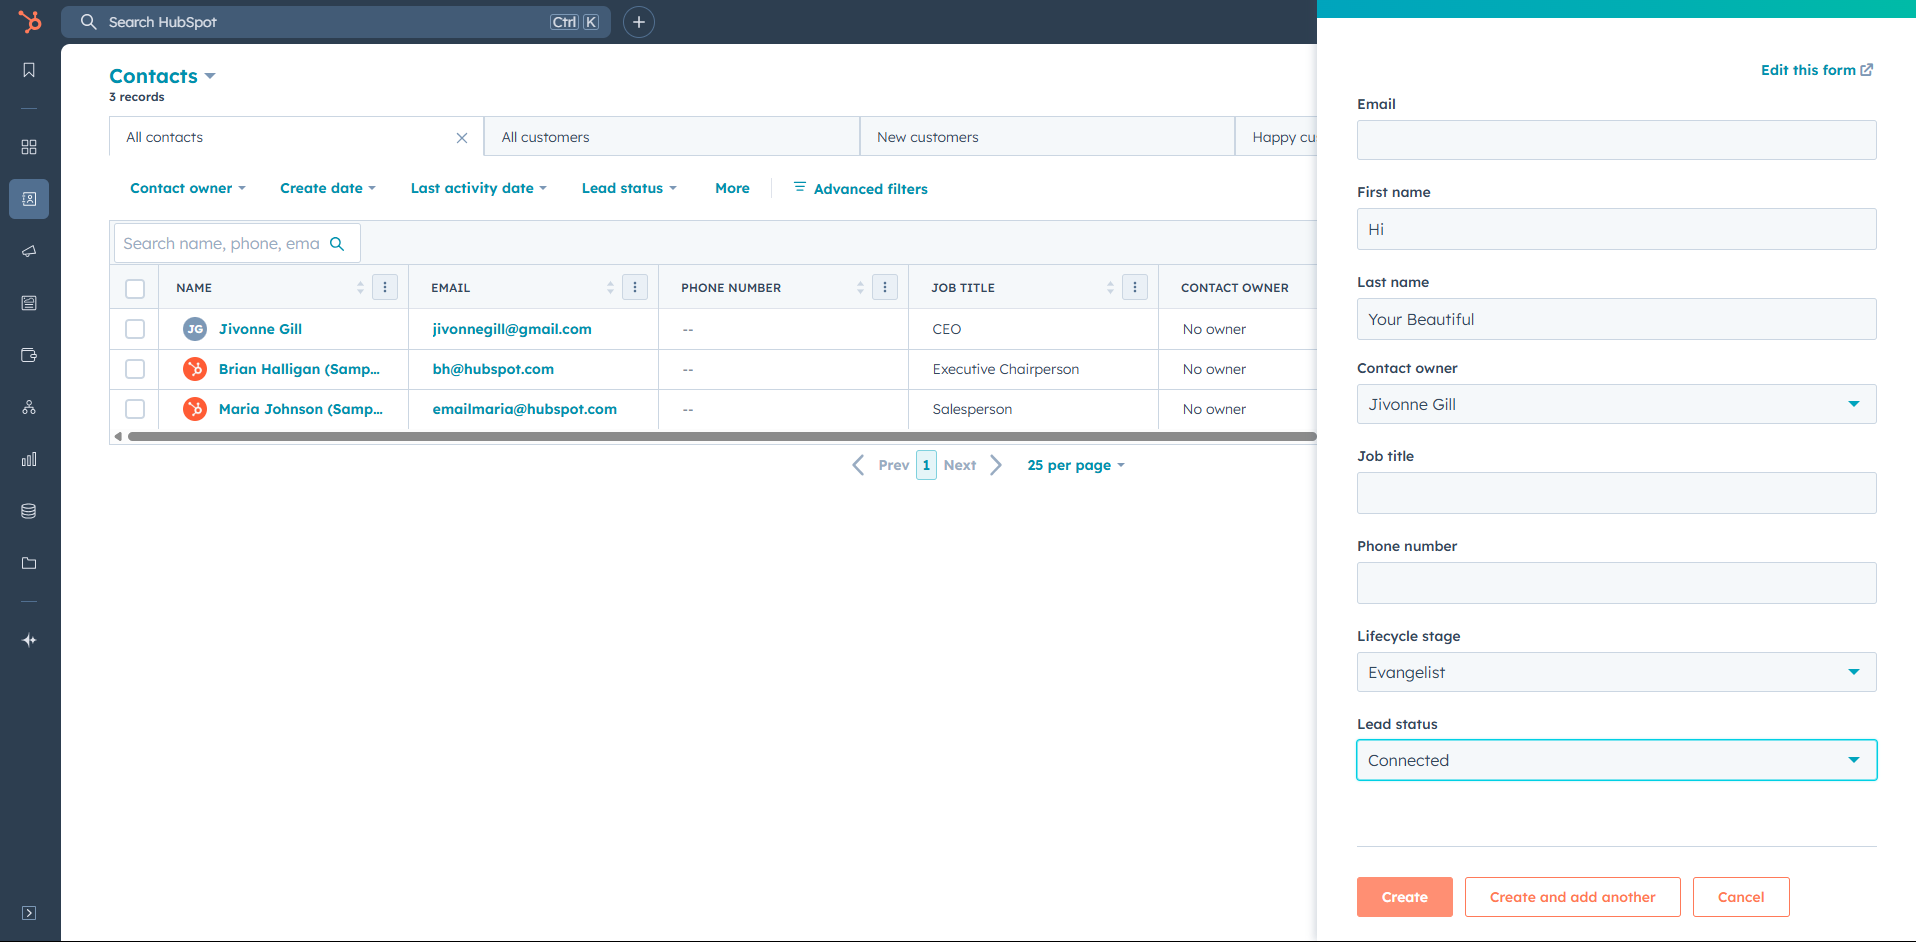 Search HubSpot Ctrl K
Contacts
3 records
All contacts All customers New customers Happy cu
Contact owner Create date Last activity date Lead status More Advanced filters
Search name, phone, ema
NAME EMAIL PHONE NUMBER JOB TITLE CONTACT OWNER
JG Jivonne Gill jivonnegill@gmail.com -- CEO No owner
Brian Halligan (Samp... bh@hubspot.com -- Executive Chairperson No owner
Maria Johnson (Samp... emailmaria@hubspot.com -- Salesperson No owner
Prev 1 Next 25 per page
Edit this form
Email
First name
Hi
Last name
Your Beautiful
Contact owner
Jivonne Gill
Job title
Phone number
Lifecycle stage
Evangelist
Lead status
Connected
Create Create and add another Cancel